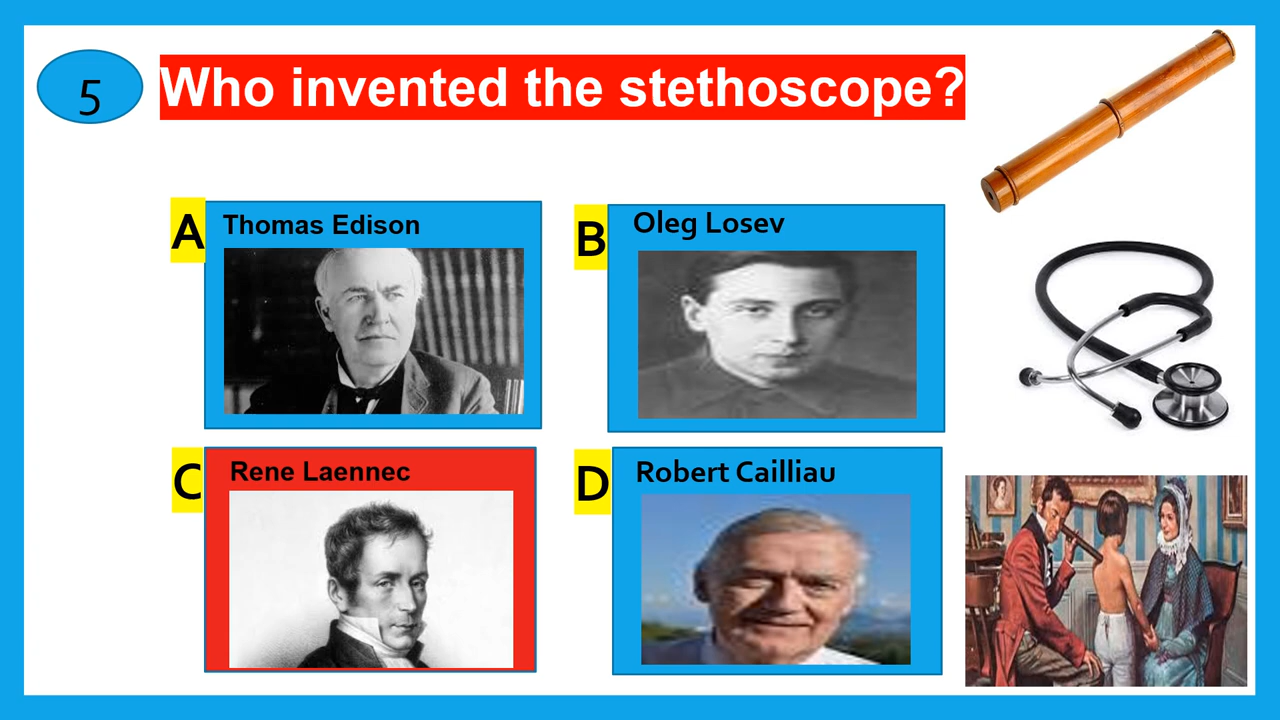 5
Who invented the stethoscope?
A
Thomas Edison
B
Oleg Losev
C
Rene Laennec
D
Robert Cailliau